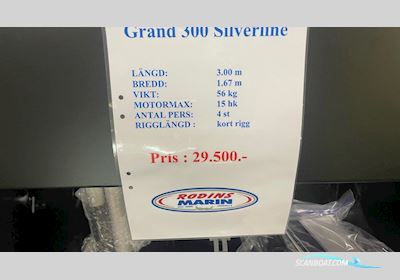 Grand 300 Silverline
LÄNGD: 3.00 m
BREDD: 1.67 m
VIKT: 56 kg
MOTORMAX: 15 hk
ANTAL PERS: 4 st
RIGGLÄNGD : kort rigg
Pris : 29.500.-
RODINS
MARIN
SCANBOAT.COM